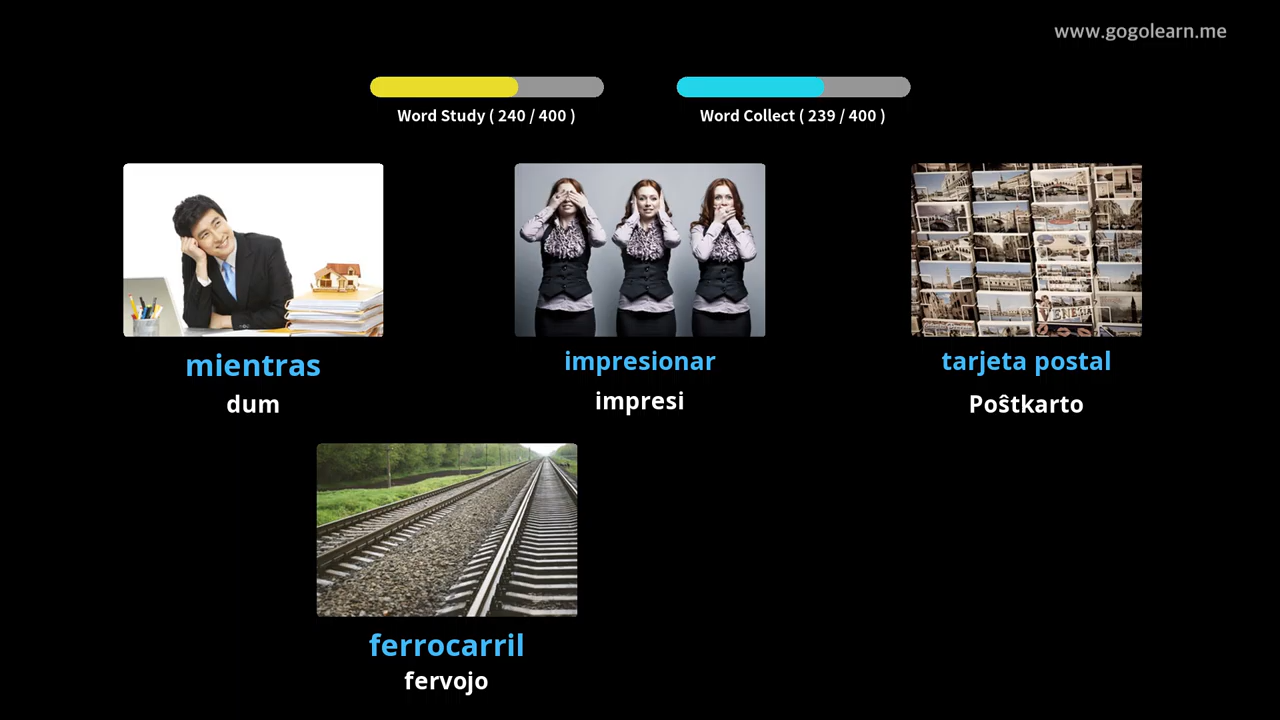 www.gogolearn.me
Word Study ( 240 / 400 )
Word Collect ( 239 / 400 )
mientras
dum
impresionar
impresi
tarjeta postal
Poŝtkarto
VENEZIA
ferrocarril
fervojo